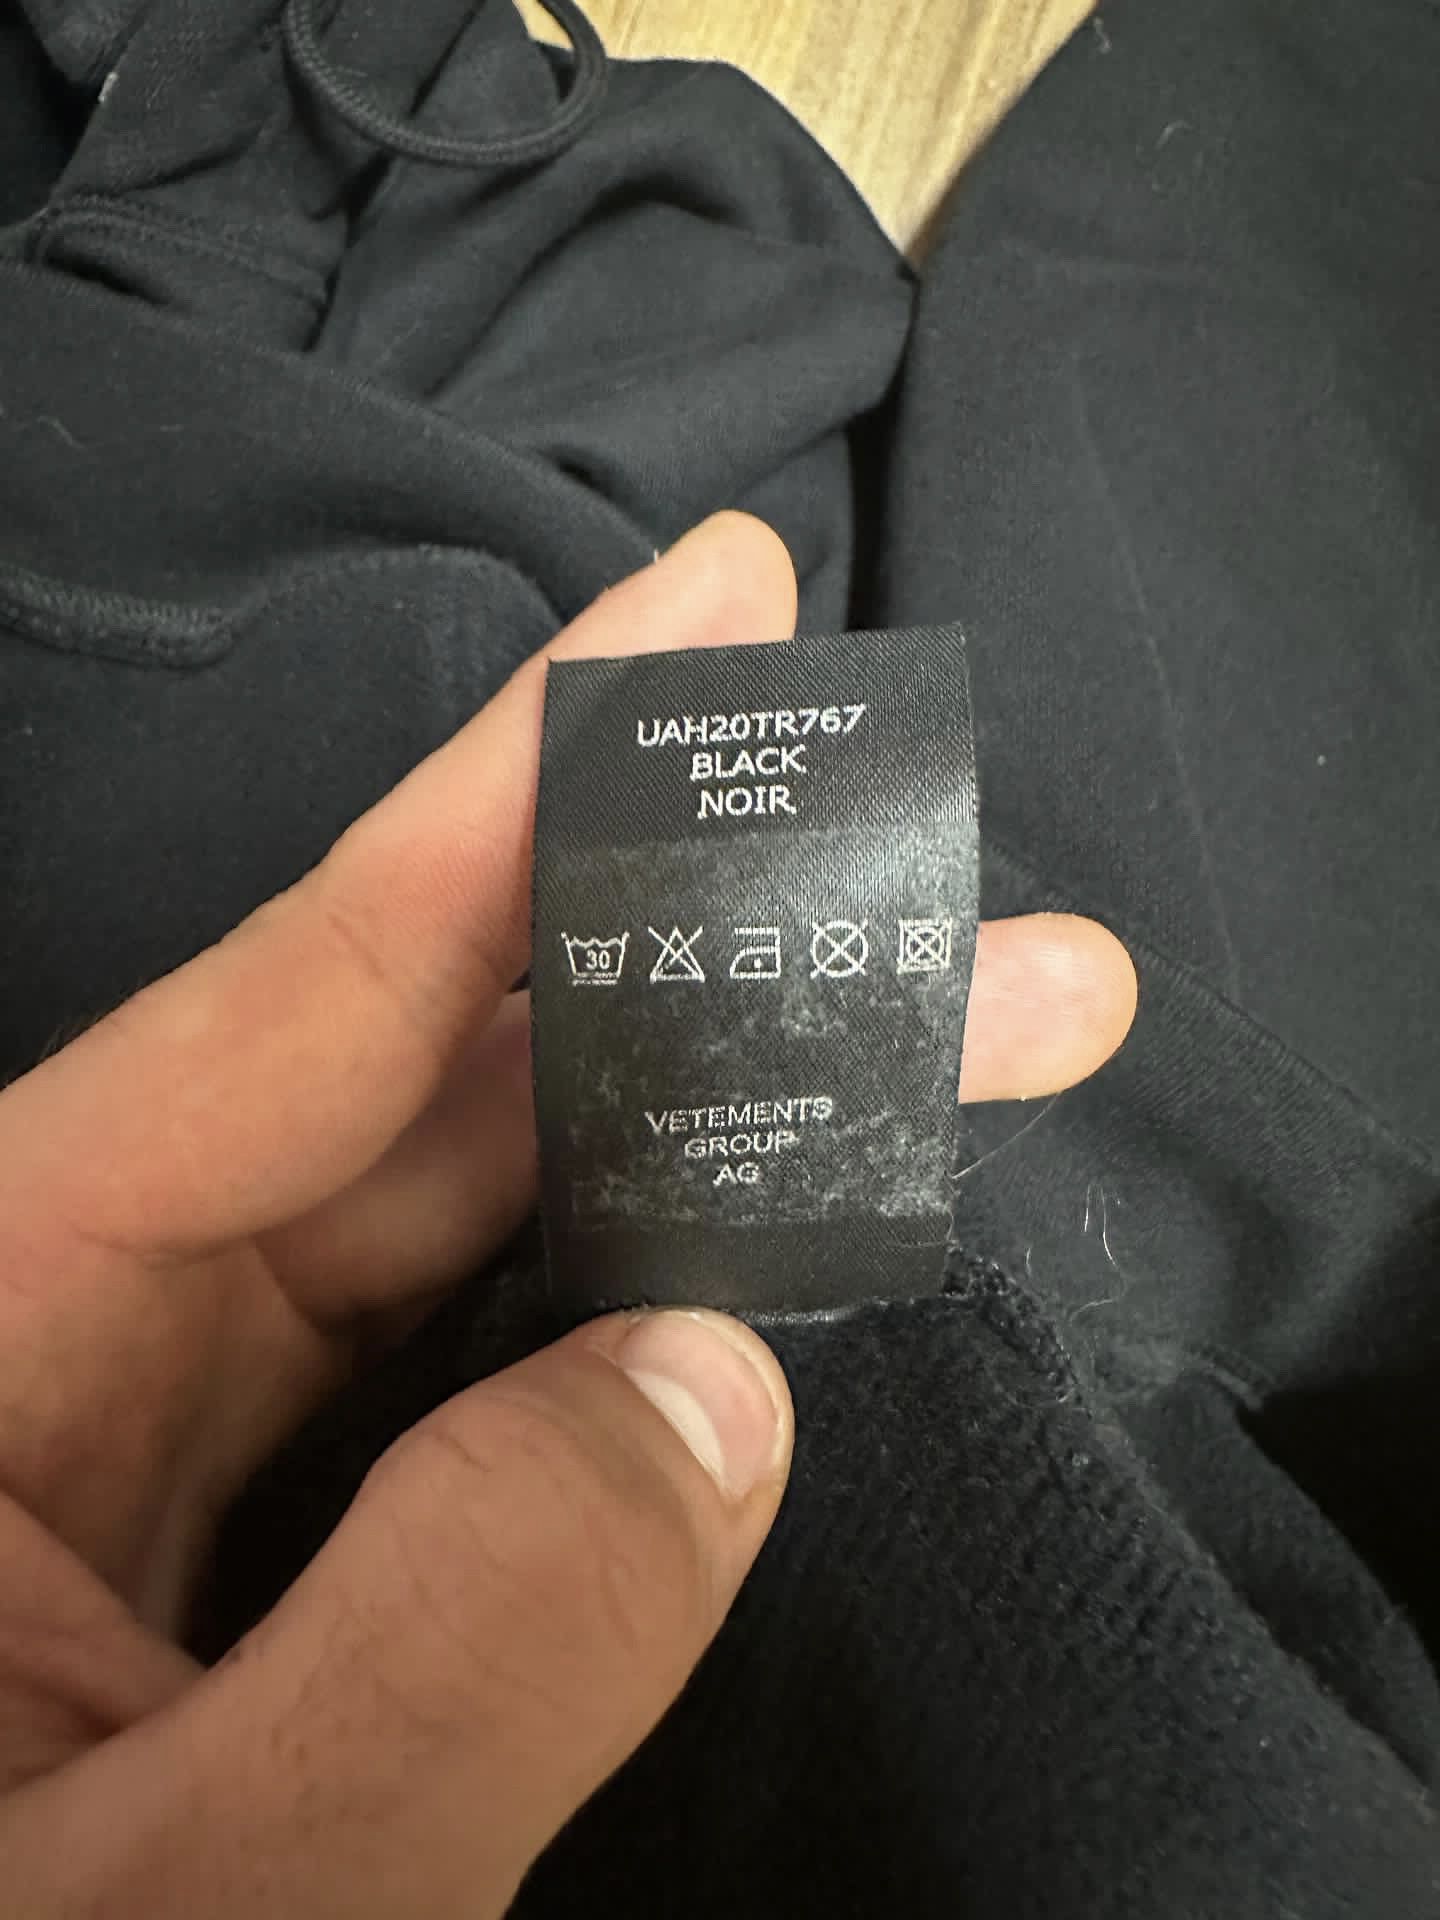 UAH20TR767
BLACK
NOIR
30
VETEMENTS
GROUP
AG